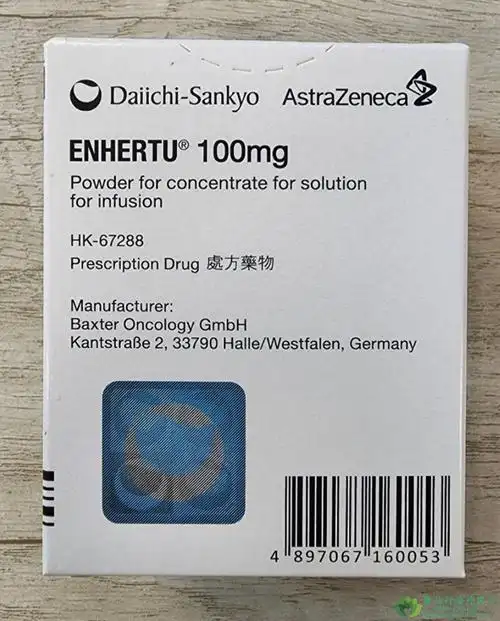 Daiichi-Sankyo AstraZeneca
ENHERTU® 100mg
Powder for concentrate for solution
for infusion
HK-67288
Prescription Drug 處方藥物
Manufacturer:
Baxter Oncology GmbH
Kantstraße 2, 33790 Halle/Westfalen, Germany
4 897067 160053